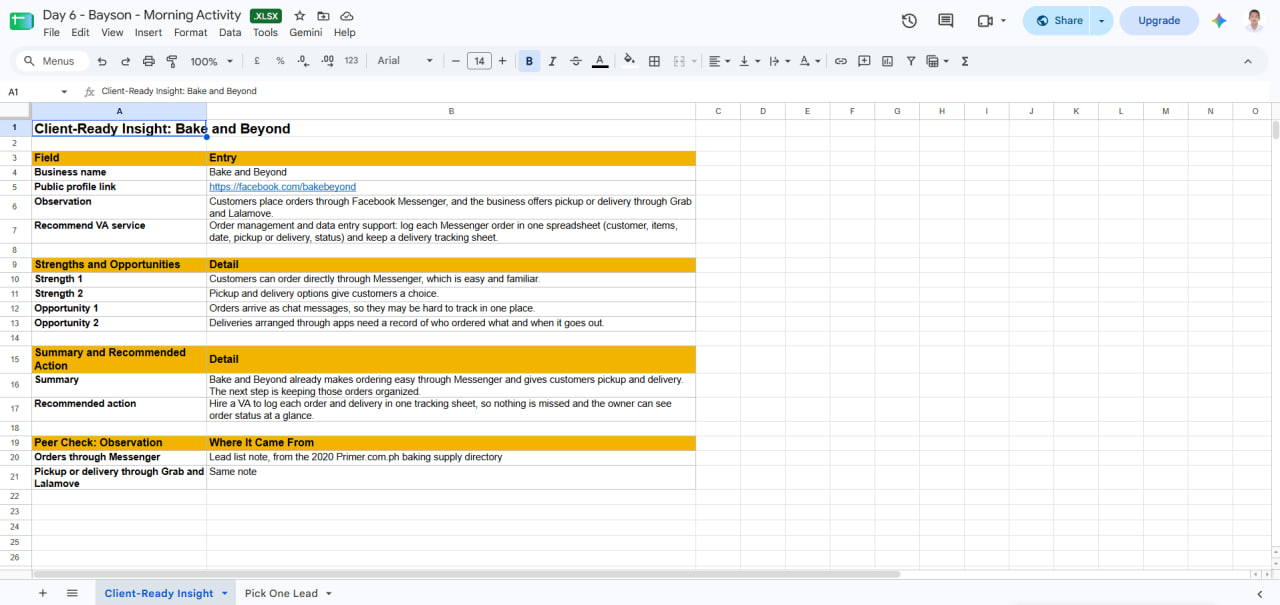 Day 6 - Bayson - Morning Activity .XLSX
File Edit View Insert Format Data Tools Gemini Help
Share
Upgrade
Menus 100% £ % .0 .00 123 Arial 14 B I S A
A1 fx Client-Ready Insight: Bake and Beyond
A B C D E F G H I J K L M N O
1 Client-Ready Insight: Bake and Beyond
2
3 Field Entry
4 Business name Bake and Beyond
5 Public profile link https://facebook.com/bakebeyond
6 Observation Customers place orders through Facebook Messenger, and the business offers pickup or delivery through Grab
and Lalamove.
7 Recommend VA service Order management and data entry support: log each Messenger order in one spreadsheet (customer, items,
date, pickup or delivery, status) and keep a delivery tracking sheet.
8
9 Strengths and Opportunities Detail
10 Strength 1 Customers can order directly through Messenger, which is easy and familiar.
11 Strength 2 Pickup and delivery options give customers a choice.
12 Opportunity 1 Orders arrive as chat messages, so they may be hard to track in one place.
13 Opportunity 2 Deliveries arranged through apps need a record of who ordered what and when it goes out.
14
15 Summary and Recommended
Action Detail
16 Summary Bake and Beyond already makes ordering easy through Messenger and gives customers pickup and delivery.
The next step is keeping those orders organized.
17 Recommended action Hire a VA to log each order and delivery in one tracking sheet, so nothing is missed and the owner can see
order status at a glance.
18
19 Peer Check: Observation Where It Came From
20 Orders through Messenger Lead list note, from the 2020 Primer.com.ph baking supply directory
21 Pickup or delivery through Grab and Same note
Lalamove
22
23
24
25
26
Client-Ready Insight Pick One Lead